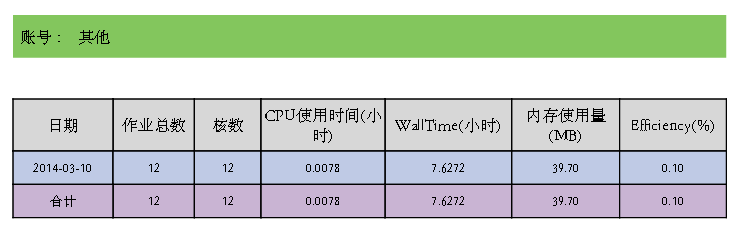 账号： 其他
日期 作业总数 核数 CPU使用时间(小时) WallTime(小时) 内存使用量(MB) Efficiency(%)
2014-03-10 12 12 0.0078 7.6272 39.70 0.10
合计 12 12 0.0078 7.6272 39.70 0.10